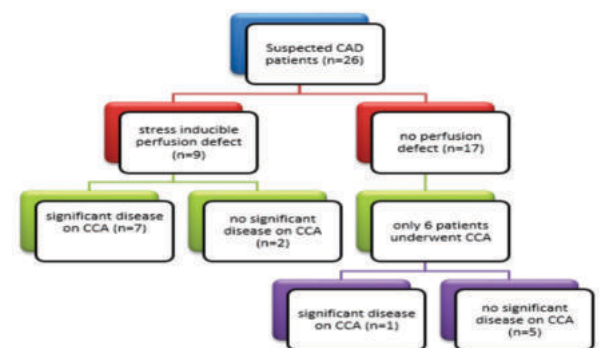 Suspected CAD
patients (n=26)
stress inducible
perfusion defect
(n=9)
no perfusion
defect (n=17)
significant disease
on CCA (n=7)
no significant
disease on CCA
(n=2)
only 6 patients
underwent CCA
significant disease
on CCA (n=1)
no significant
disease on CCA
(n=5)